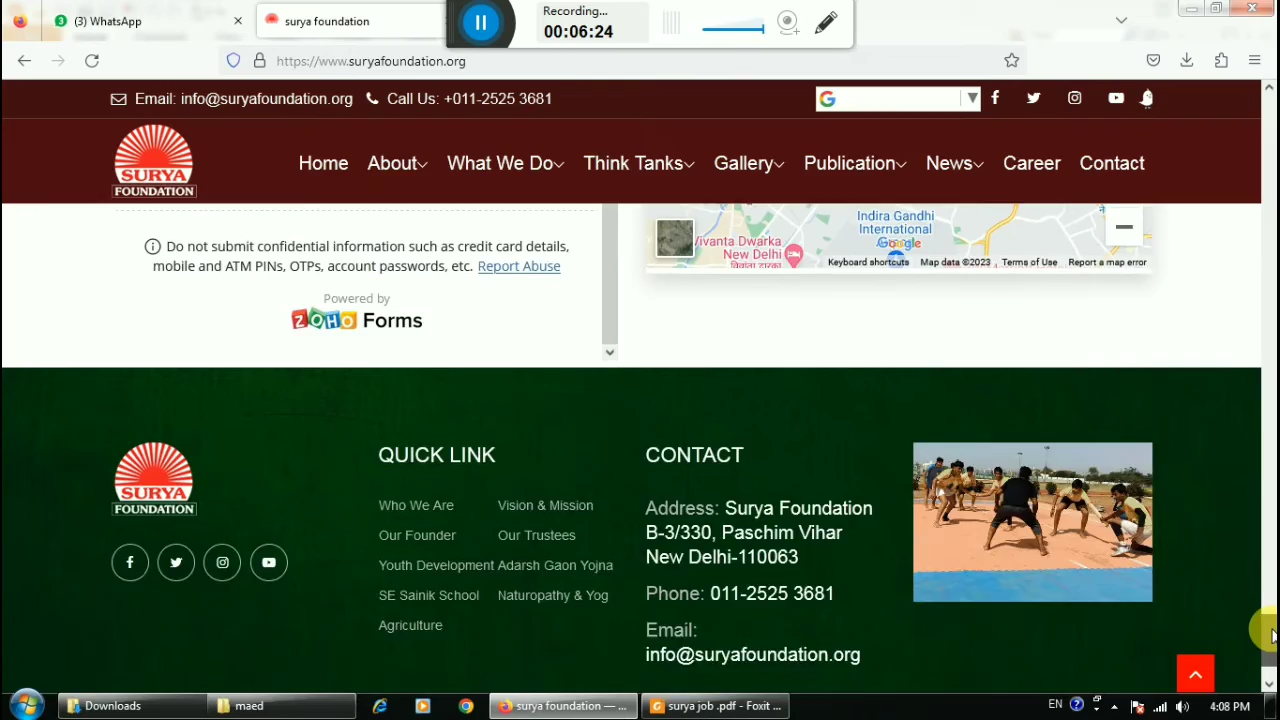 (3) WhatsApp
surya foundation
Recording...
00:06:24
https://www.suryafoundation.org
Email: info@suryafoundation.org
Call Us: +011-2525 3681
SURYA
FOUNDATION
Home
About
What We Do
Think Tanks
Gallery
Publication
News
Career
Contact
Do not submit confidential information such as credit card details,
mobile and ATM PINs, OTPs, account passwords, etc. Report Abuse
Powered by
ZOHO Forms
Indira Gandhi
International
Google
Vivanta Dwarka
New Delhi
Keyboard shortcuts
Map data ©2023
Terms of Use
Report a map error
SURYA
FOUNDATION
QUICK LINK
Who We Are
Vision & Mission
Our Founder
Our Trustees
Youth Development
Adarsh Gaon Yojna
SE Sainik School
Naturopathy & Yog
Agriculture
CONTACT
Address: Surya Foundation
B-3/330, Paschim Vihar
New Delhi-110063
Phone: 011-2525 3681
Email:
info@suryafoundation.org
Downloads
maed
surya foundation — ...
surya job .pdf - Foxit ...
EN
4:08 PM